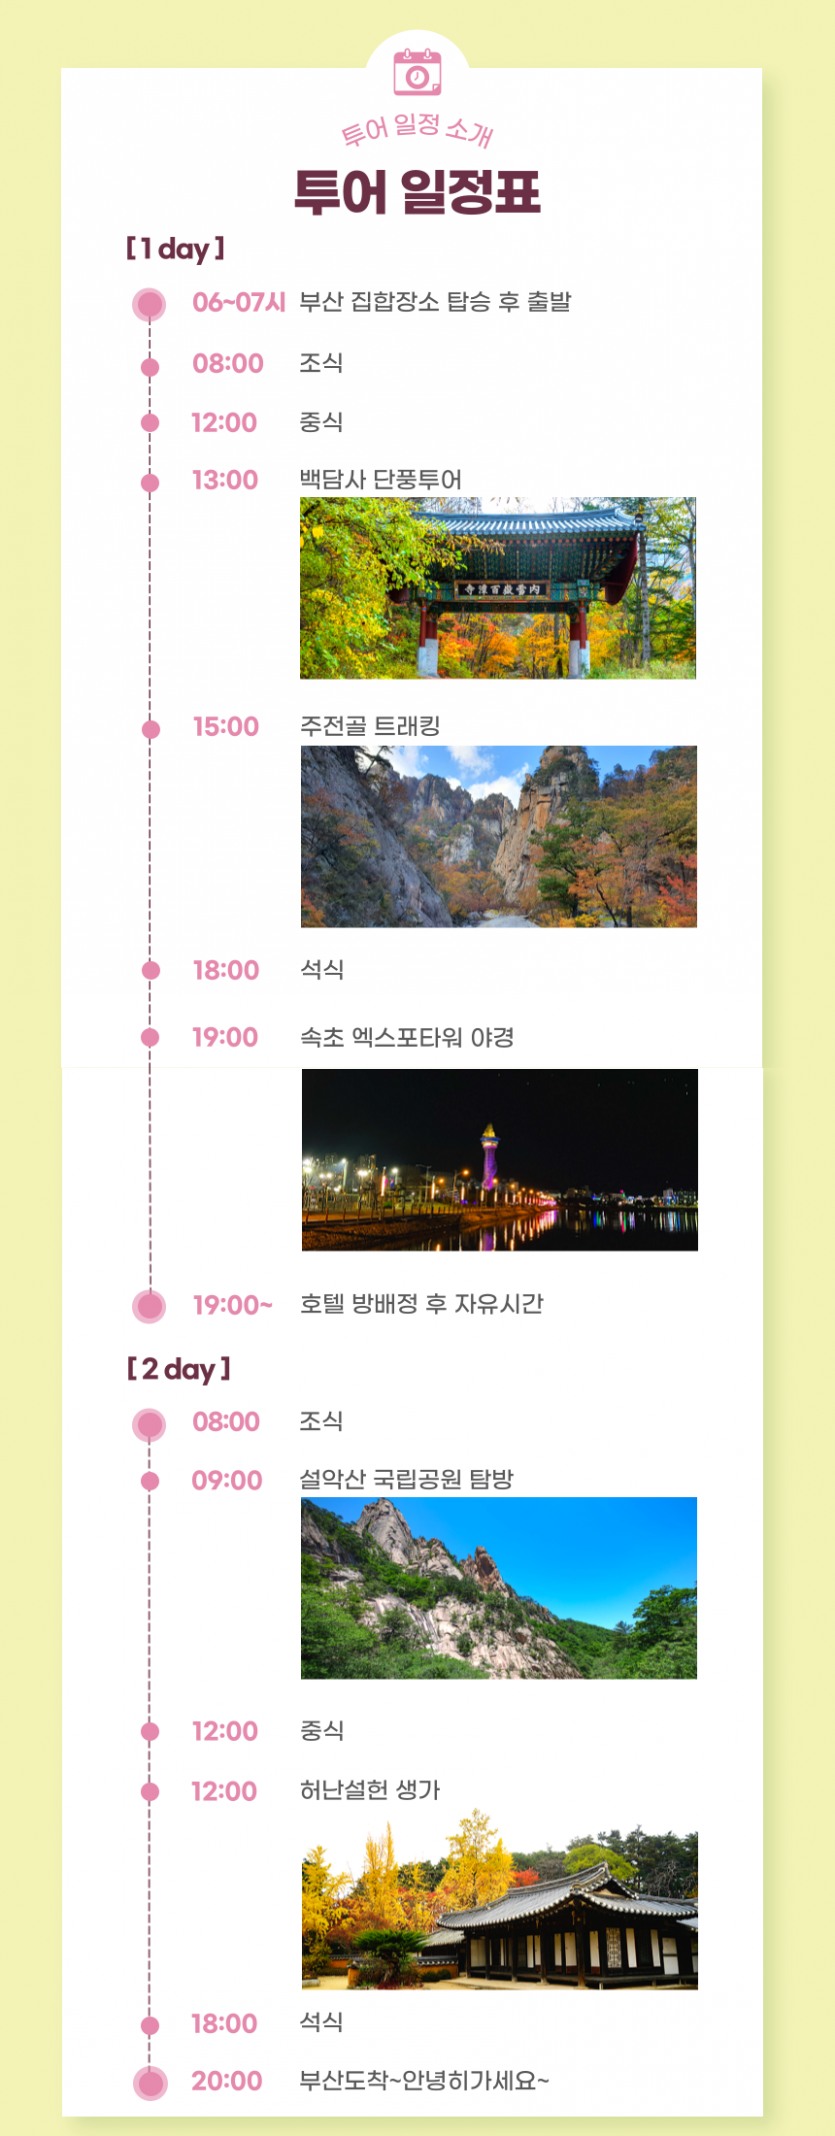 투어 일정 소개
투어 일정표
[ 1 day ]
06~07시 부산 집합장소 탑승 후 출발
08:00 조식
12:00 중식
13:00 백담사 단풍투어
寺潭百嶽雪內
15:00 주전골 트래킹
18:00 석식
19:00 속초 엑스포타워 야경
19:00~ 호텔 방배정 후 자유시간
[ 2 day ]
08:00 조식
09:00 설악산 국립공원 탐방
12:00 중식
12:00 허난설헌 생가
18:00 석식
20:00 부산도착~안녕히가세요~